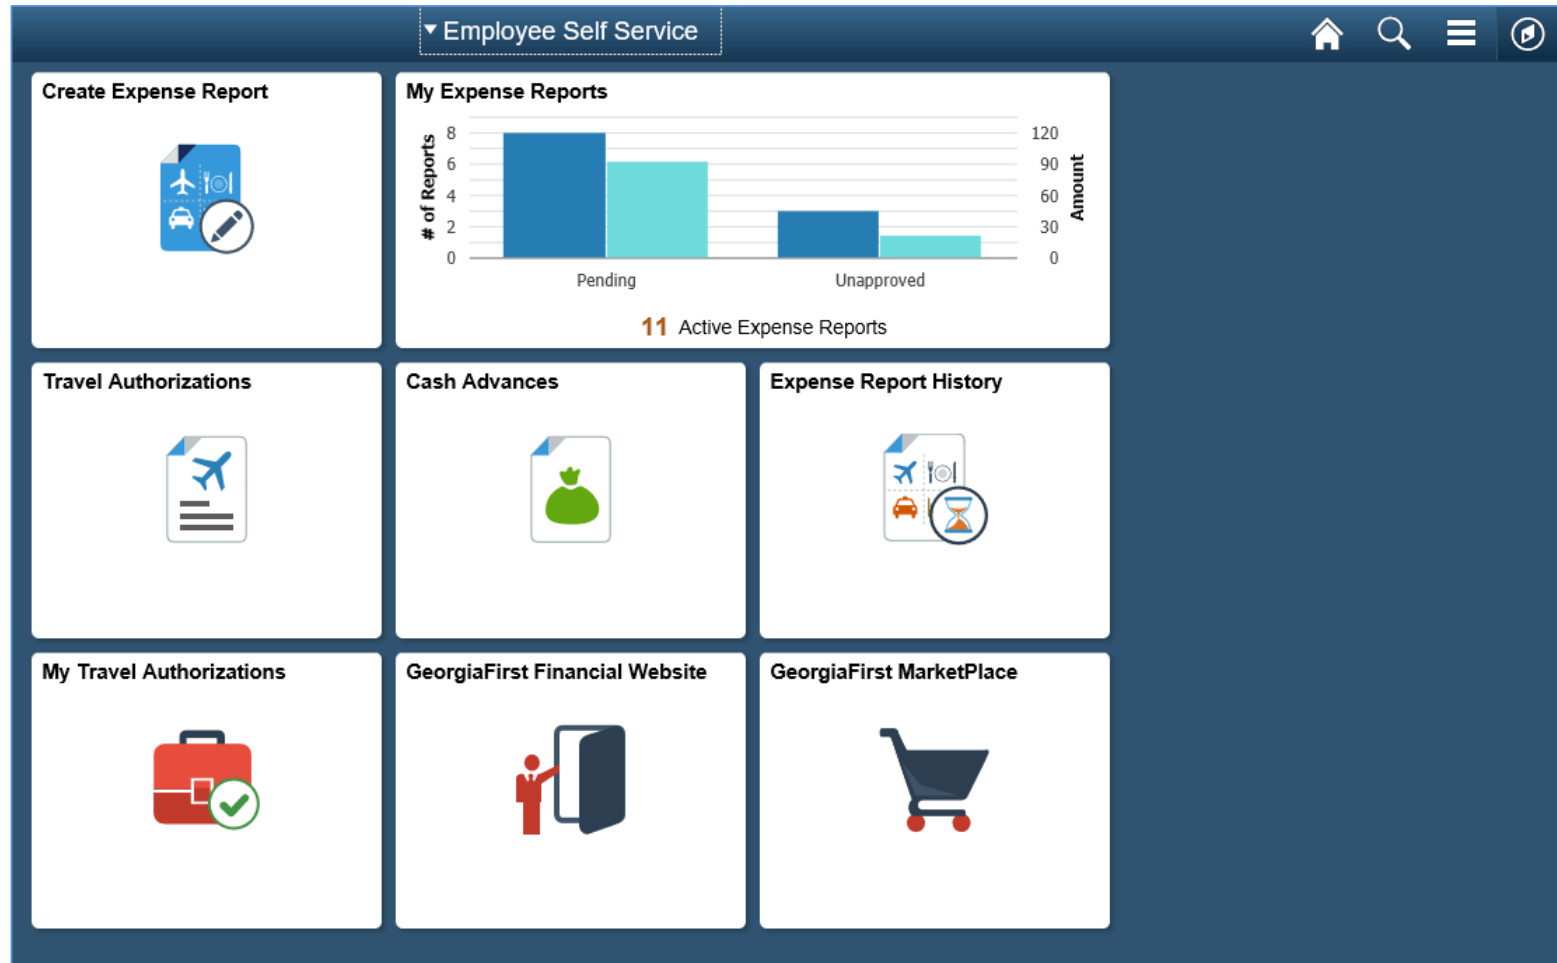 Employee Self Service
Create Expense Report
My Expense Reports
# of Reports
8
6
4
2
0
120
90
60
30
0
Amount
Pending
Unapproved
11 Active Expense Reports
Travel Authorizations
Cash Advances
Expense Report History
My Travel Authorizations
GeorgiaFirst Financial Website
GeorgiaFirst MarketPlace